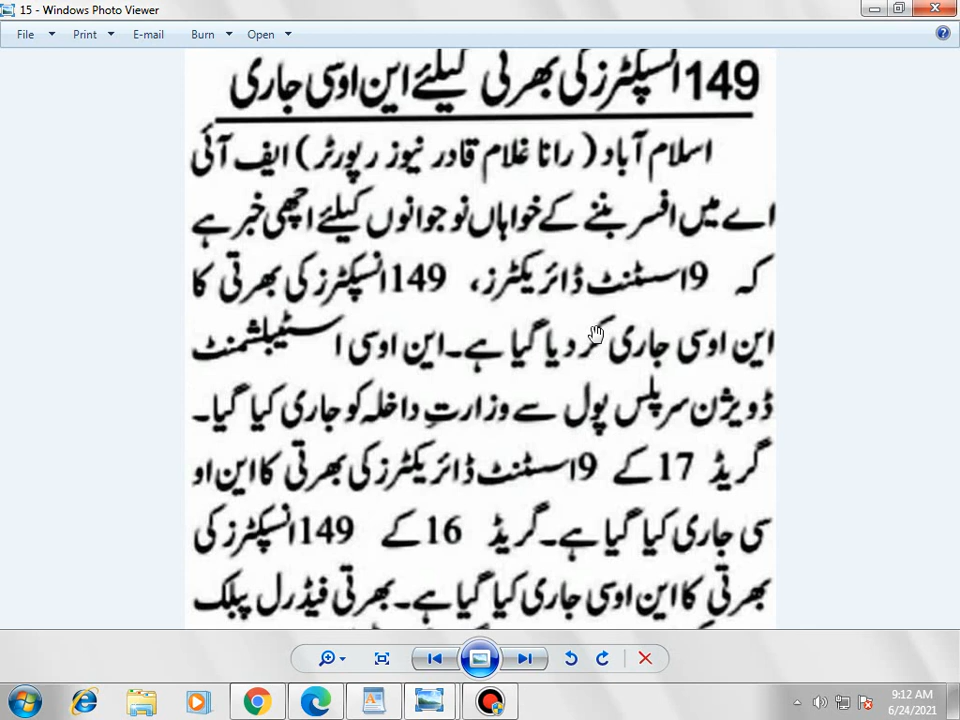 15 - Windows Photo Viewer
File Print E-mail Burn Open
149 انسپکٹرز کی بھرتی کیلئے این او سی جاری
اسلام آباد (رانا غلام قادر نیوز رپورٹر) ایف آئی
اے میں افسر بننے کے خواہاں نوجوانوں کیلئے اچھی خبر ہے
کہ 9 اسسٹنٹ ڈائریکٹرز، 149 انسپکٹرز کی بھرتی کا
این او سی جاری کر دیا گیا ہے۔ این او سی اسٹیبلشمنٹ
ڈویژن سرپلس پول سے وزارتِ داخلہ کو جاری کیا گیا۔
گریڈ 17 کے 9 اسسٹنٹ ڈائریکٹرز کی بھرتی کا این او
سی جاری کیا گیا ہے۔ گریڈ 16 کے 149 انسپکٹرز کی
بھرتی کا این او سی جاری کیا گیا ہے۔ بھرتی فیڈرل پبلک
9:12 AM
6/24/2021